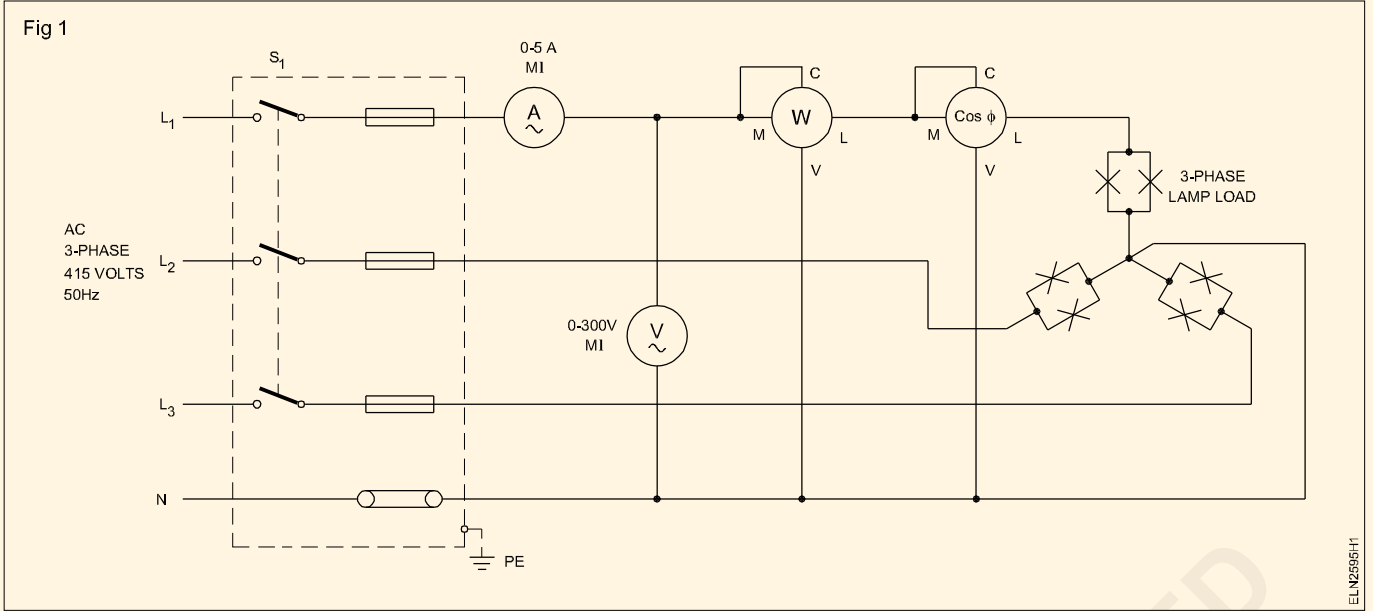 Fig 1
S1
0-5 A
MI
A
C
W
M
L
V
C
Cos ϕ
M
L
V
L1
3-PHASE
LAMP LOAD
AC
3-PHASE
415 VOLTS
50Hz
L2
0-300V
MI
V
L3
N
PE
ELN2595H1